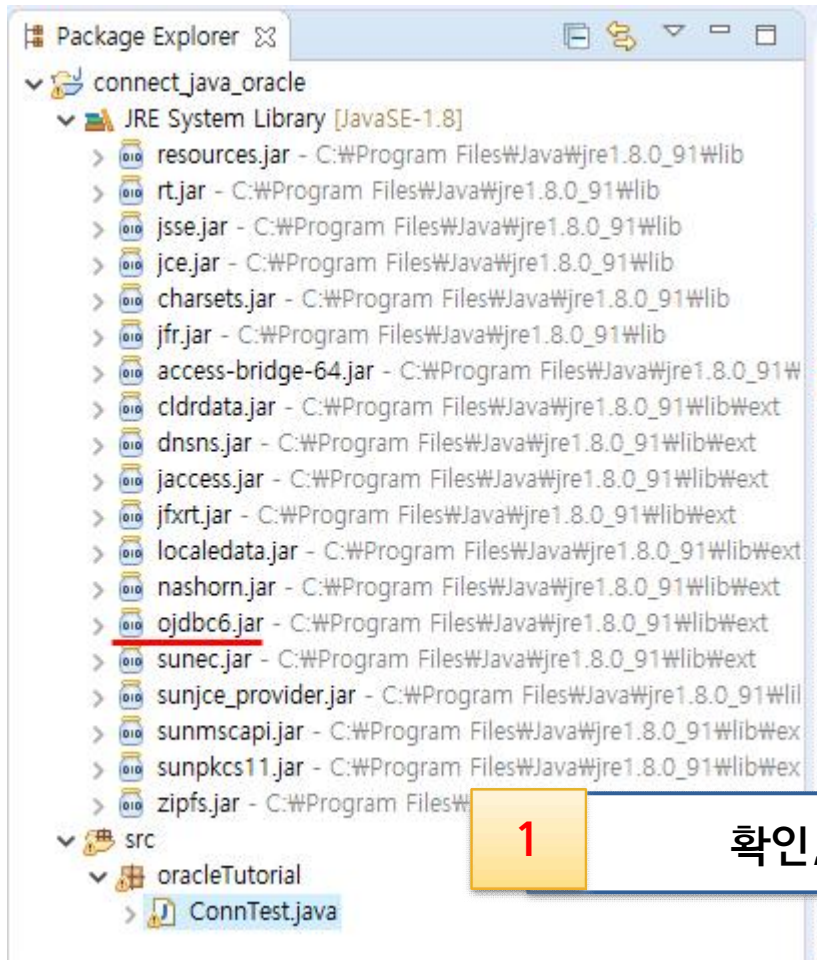 Package Explorer
connect_java_oracle
JRE System Library [JavaSE-1.8]
resources.jar - C:₩Program Files₩Java₩jre1.8.0_91₩lib
rt.jar - C:₩Program Files₩Java₩jre1.8.0_91₩lib
jsse.jar - C:₩Program Files₩Java₩jre1.8.0_91₩lib
jce.jar - C:₩Program Files₩Java₩jre1.8.0_91₩lib
charsets.jar - C:₩Program Files₩Java₩jre1.8.0_91₩lib
jfr.jar - C:₩Program Files₩Java₩jre1.8.0_91₩lib
access-bridge-64.jar - C:₩Program Files₩Java₩jre1.8.0_91₩
cldrdata.jar - C:₩Program Files₩Java₩jre1.8.0_91₩lib₩ext
dnsns.jar - C:₩Program Files₩Java₩jre1.8.0_91₩lib₩ext
jaccess.jar - C:₩Program Files₩Java₩jre1.8.0_91₩lib₩ext
jfxrt.jar - C:₩Program Files₩Java₩jre1.8.0_91₩lib₩ext
localedata.jar - C:₩Program Files₩Java₩jre1.8.0_91₩lib₩ext
nashorn.jar - C:₩Program Files₩Java₩jre1.8.0_91₩lib₩ext
ojdbc6.jar - C:₩Program Files₩Java₩jre1.8.0_91₩lib₩ext
sunec.jar - C:₩Program Files₩Java₩jre1.8.0_91₩lib₩ext
sunjce_provider.jar - C:₩Program Files₩Java₩jre1.8.0_91₩lil
sunmscapi.jar - C:₩Program Files₩Java₩jre1.8.0_91₩lib₩ex
sunpkcs11.jar - C:₩Program Files₩Java₩jre1.8.0_91₩lib₩ex
zipfs.jar - C:₩Program Files₩
src
1 확인,
oracleTutorial
ConnTest.java